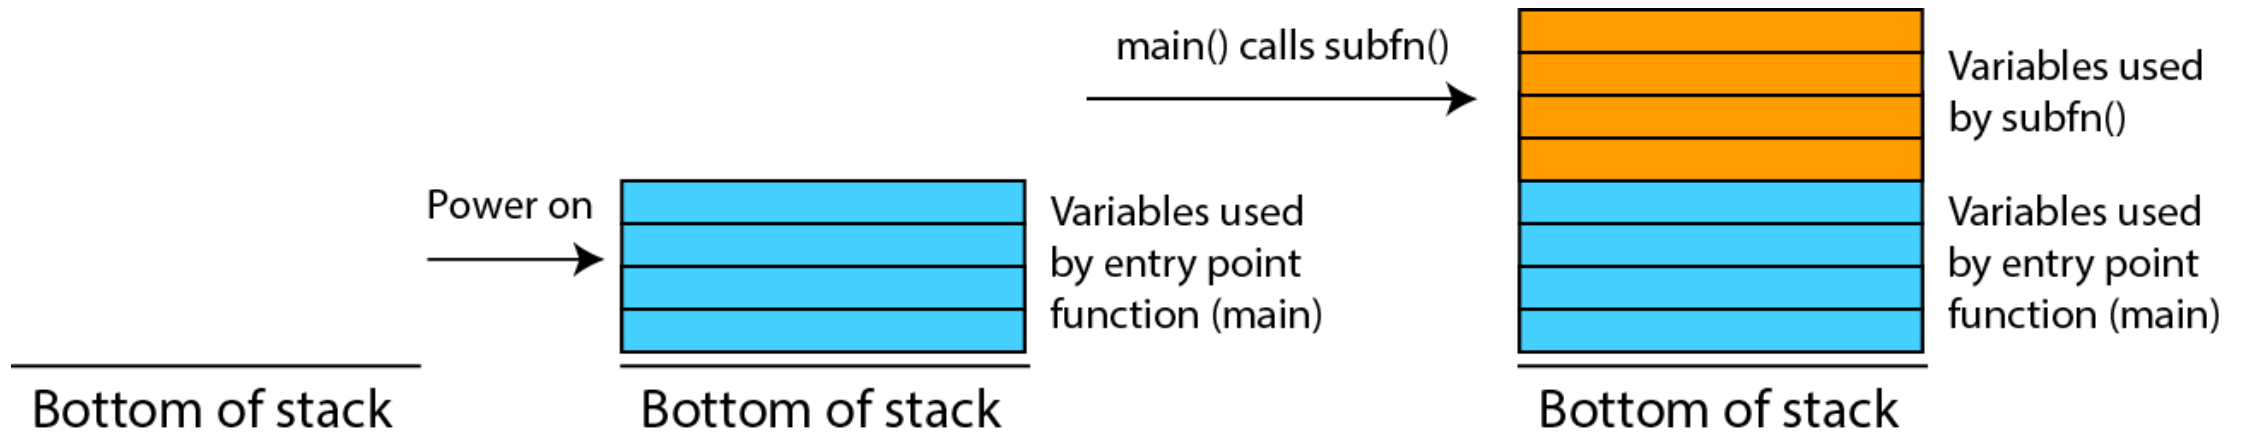 Bottom of stack
Power on
Variables used
by entry point
function (main)
Bottom of stack
main() calls subfn()
Variables used
by subfn()
Variables used
by entry point
function (main)
Bottom of stack